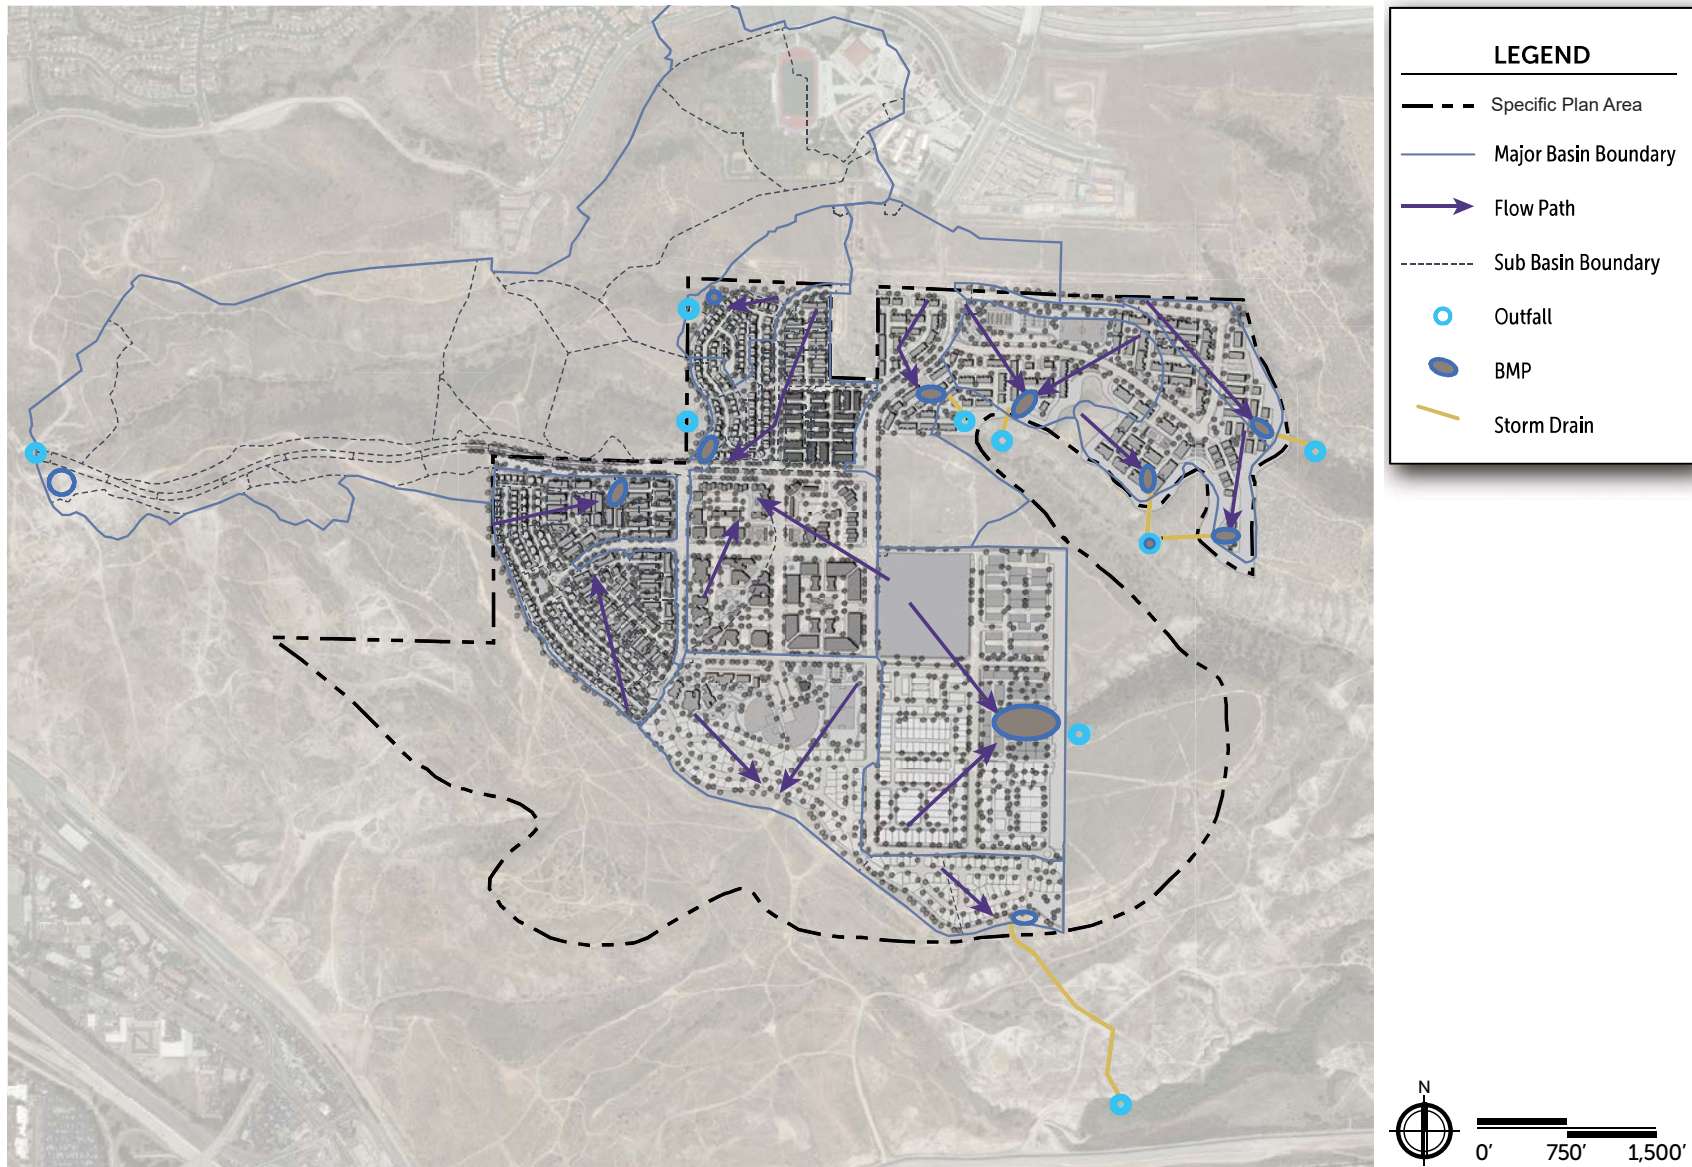 LEGEND
Specific Plan Area
Major Basin Boundary
Flow Path
Sub Basin Boundary
Outfall
BMP
Storm Drain
N
0' 750' 1,500'